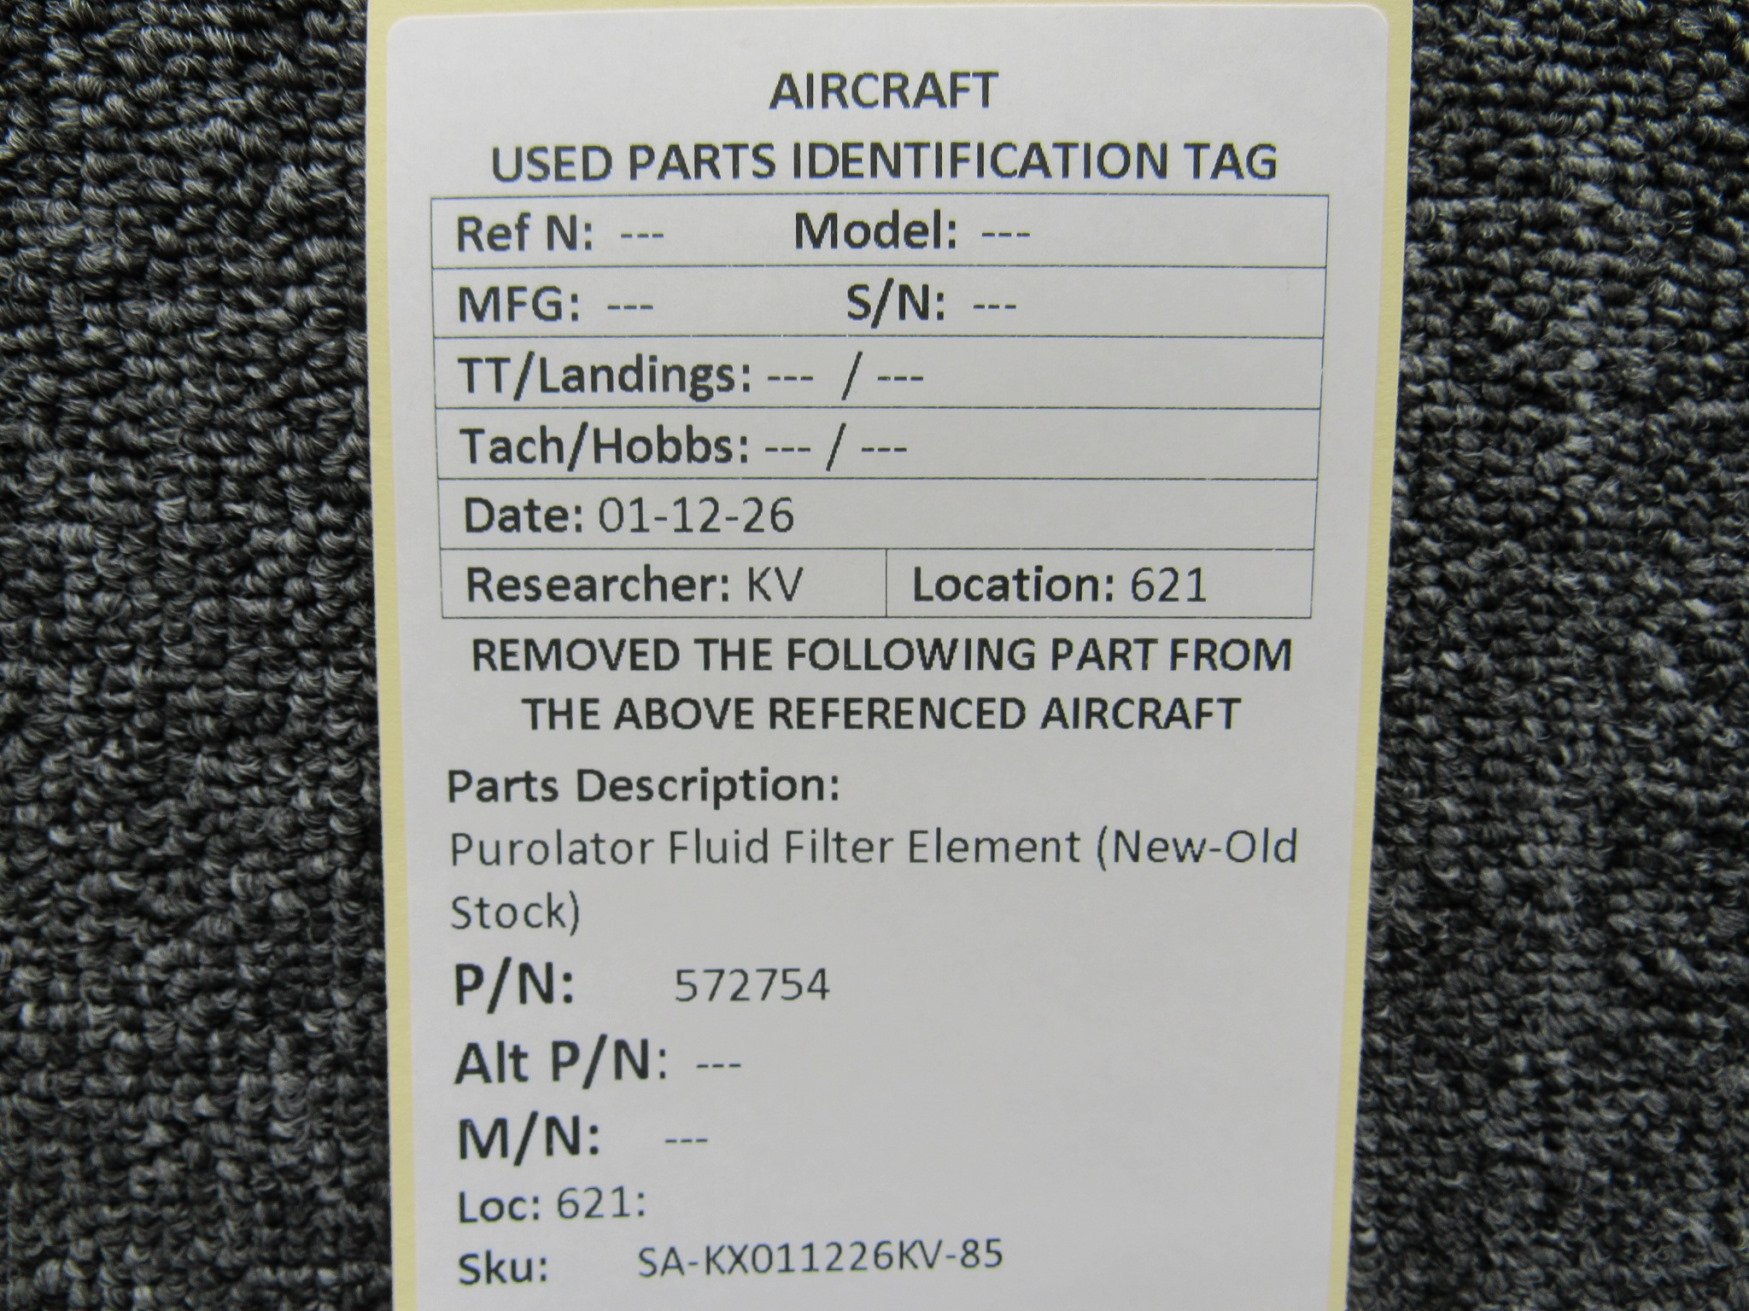 AIRCRAFT
USED PARTS IDENTIFICATION TAG
Ref N: --- Model: ---
MFG: --- S/N: ---
TT/Landings: --- / ---
Tach/Hobbs: --- / ---
Date: 01-12-26
Researcher: KV Location: 621
REMOVED THE FOLLOWING PART FROM
THE ABOVE REFERENCED AIRCRAFT
Parts Description:
Purolator Fluid Filter Element (New-Old
Stock)
P/N: 572754
Alt P/N: ---
M/N: ---
Loc: 621:
Sku: SA-KX011226KV-85